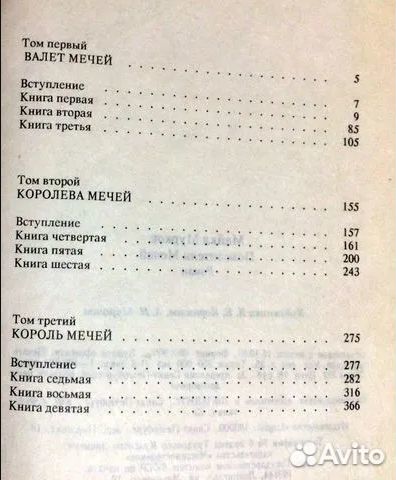 Том первый
ВАЛЕТ МЕЧЕЙ . . . . . . . . . . . . . 5
Вступление . . . . . . . . . . . . . 7
Книга первая . . . . . . . . . . . . . 9
Книга вторая . . . . . . . . . . . . . 85
Книга третья . . . . . . . . . . . . . 105
Том второй
КОРОЛЕВА МЕЧЕЙ . . . . . . . . . . . . . 155
Вступление . . . . . . . . . . . . . 157
Книга четвертая . . . . . . . . . . . . . 161
Книга пятая . . . . . . . . . . . . . 200
Книга шестая . . . . . . . . . . . . . 243
Том третий
КОРОЛЬ МЕЧЕЙ . . . . . . . . . . . . . 275
Вступление . . . . . . . . . . . . . 277
Книга седьмая . . . . . . . . . . . . . 282
Книга восьмая . . . . . . . . . . . . . 316
Книга девятая . . . . . . . . . . . . . 366
Avito